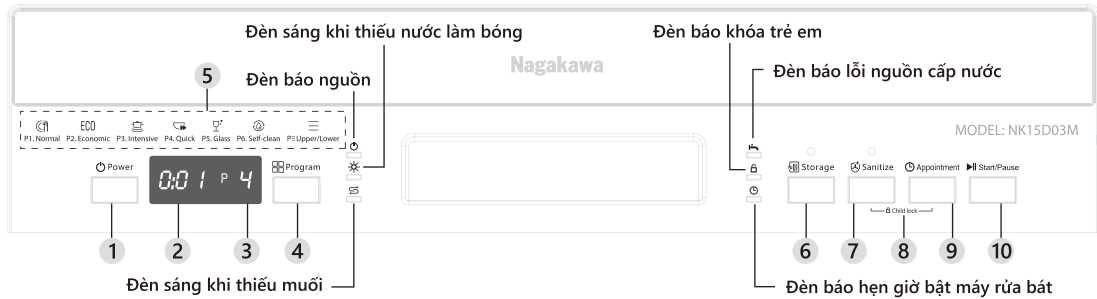 Đèn sáng khi thiếu nước làm bóng
Đèn báo khóa trẻ em
5
Đèn báo nguồn
Nagakawa
Đèn báo lỗi nguồn cấp nước
ECO
P1. Normal P2. Economic P3. Intensive P4. Quick P5. Glass P6. Self-clean P Upper/Lower
MODEL: NK15D03M
Power
Program
0:01 P 4
Storage
Sanitize
Appointment
Start/Pause
Child lock
1
2
3
4
6
7
8
9
10
Đèn sáng khi thiếu muối
Đèn báo hẹn giờ bật máy rửa bát